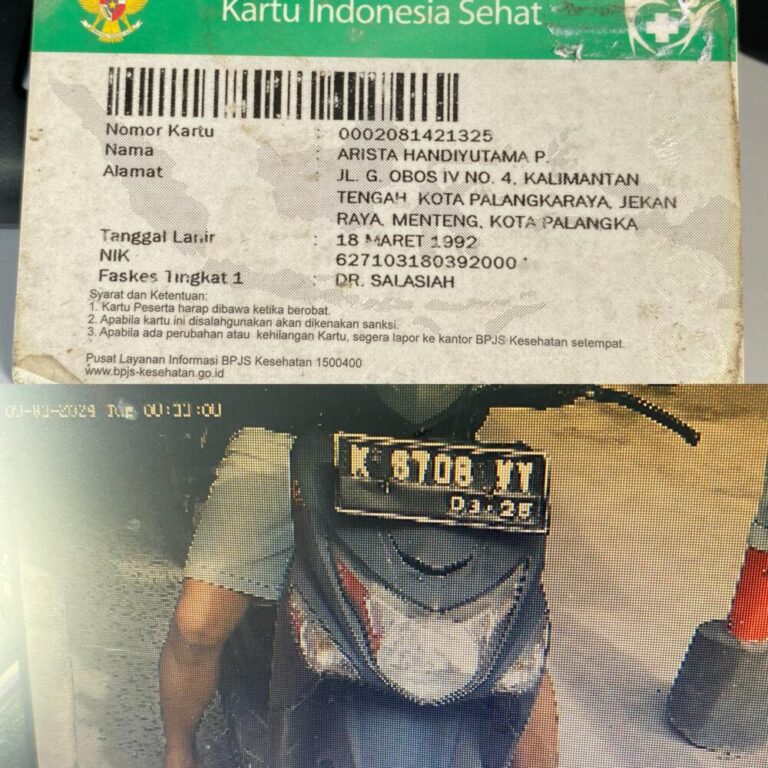 Kartu Indonesia Sehat
Nomor Kartu : 0002081421325
Nama : ARISTA HANDIYUTAMA P.
Alamat : JL. G. OBOS IV NO. 4, KALIMANTAN
TENGAH KOTA PALANGKARAYA, JEKAN
RAYA, MENTENG, KOTA PALANGKA
Tanggal Lahir : 18 MARET 1992
NIK : 627103180392000
Faskes Tingkat 1 : DR. SALASIAH
Syarat dan Ketentuan:
1. Kartu Peserta harap dibawa ketika berobat.
2. Apabila kartu ini disalahgunakan akan dikenakan sanksi.
3. Apabila ada perubahan atau kehilangan Kartu, segera lapor ke kantor BPJS Kesehatan setempat.
Pusat Layanan Informasi BPJS Kesehatan 1500400
www.bpjs-kesehatan.go.id
K